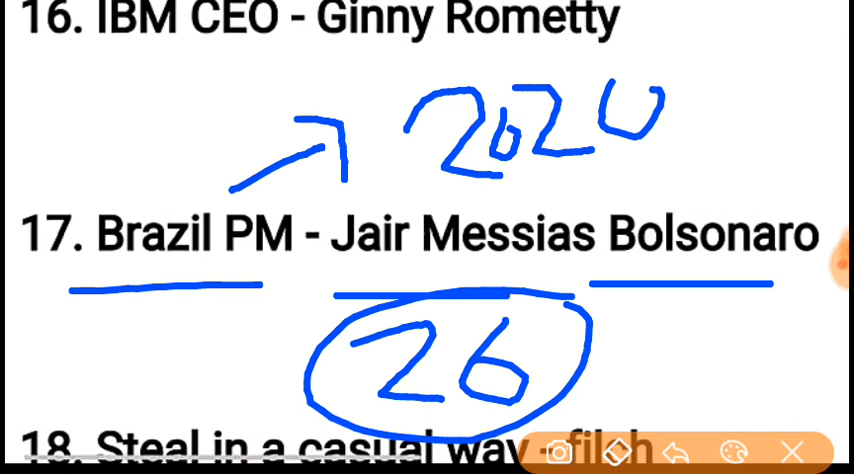 16. IBM CEO - Ginny Rometty
2020
17. Brazil PM - Jair Messias Bolsonaro
26
18. Steal in a casual way - filch